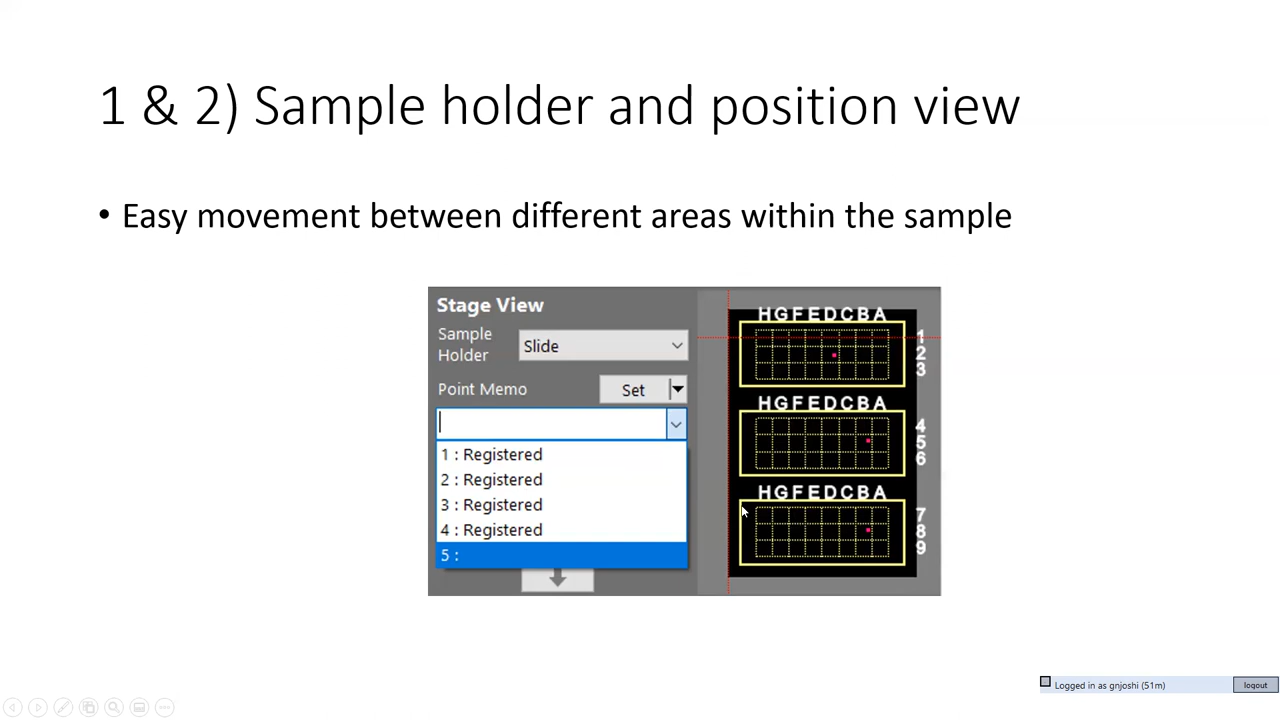 1 & 2) Sample holder and position view
• Easy movement between different areas within the sample
Stage View
Sample Holder
Slide
Point Memo
Set
1 : Registered
2 : Registered
3 : Registered
4 : Registered
5 :
HGFEDCBA
1
2
3
HGFEDCBA
4
5
6
HGFEDCBA
7
8
9
Logged in as gnjoshi (51m)
logout